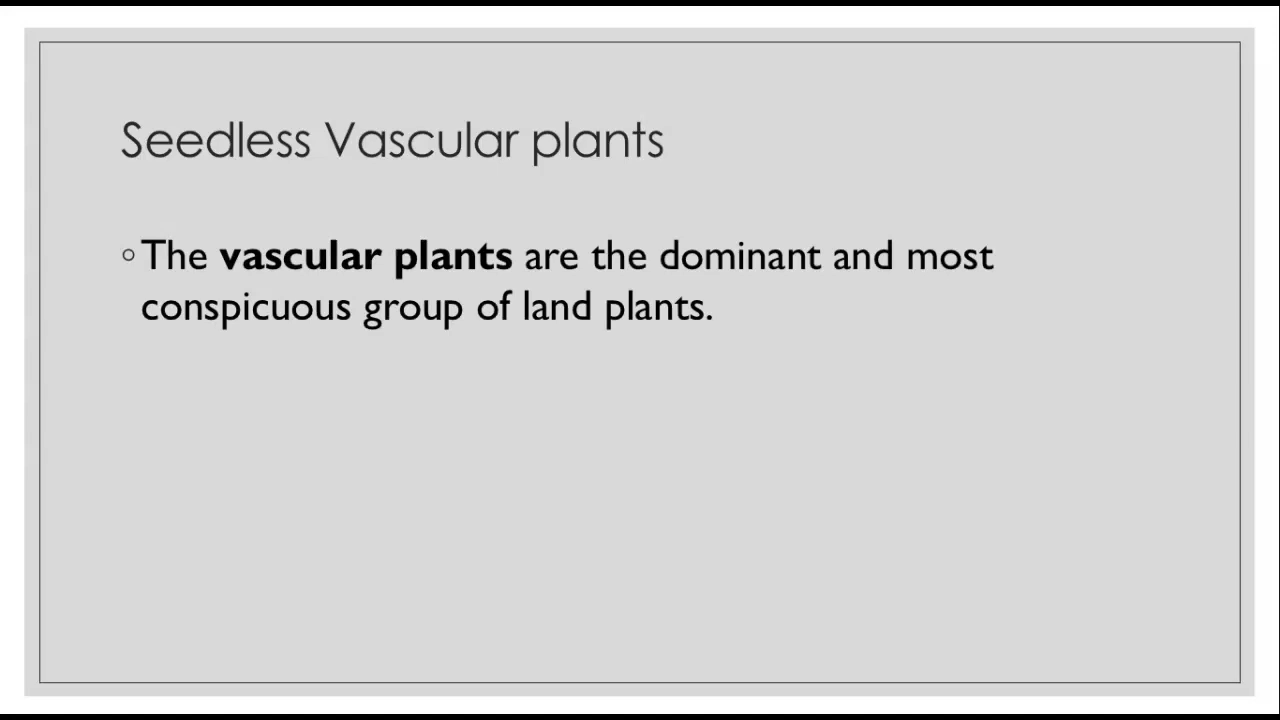 Seedless Vascular plants
◦The vascular plants are the dominant and most
conspicuous group of land plants.